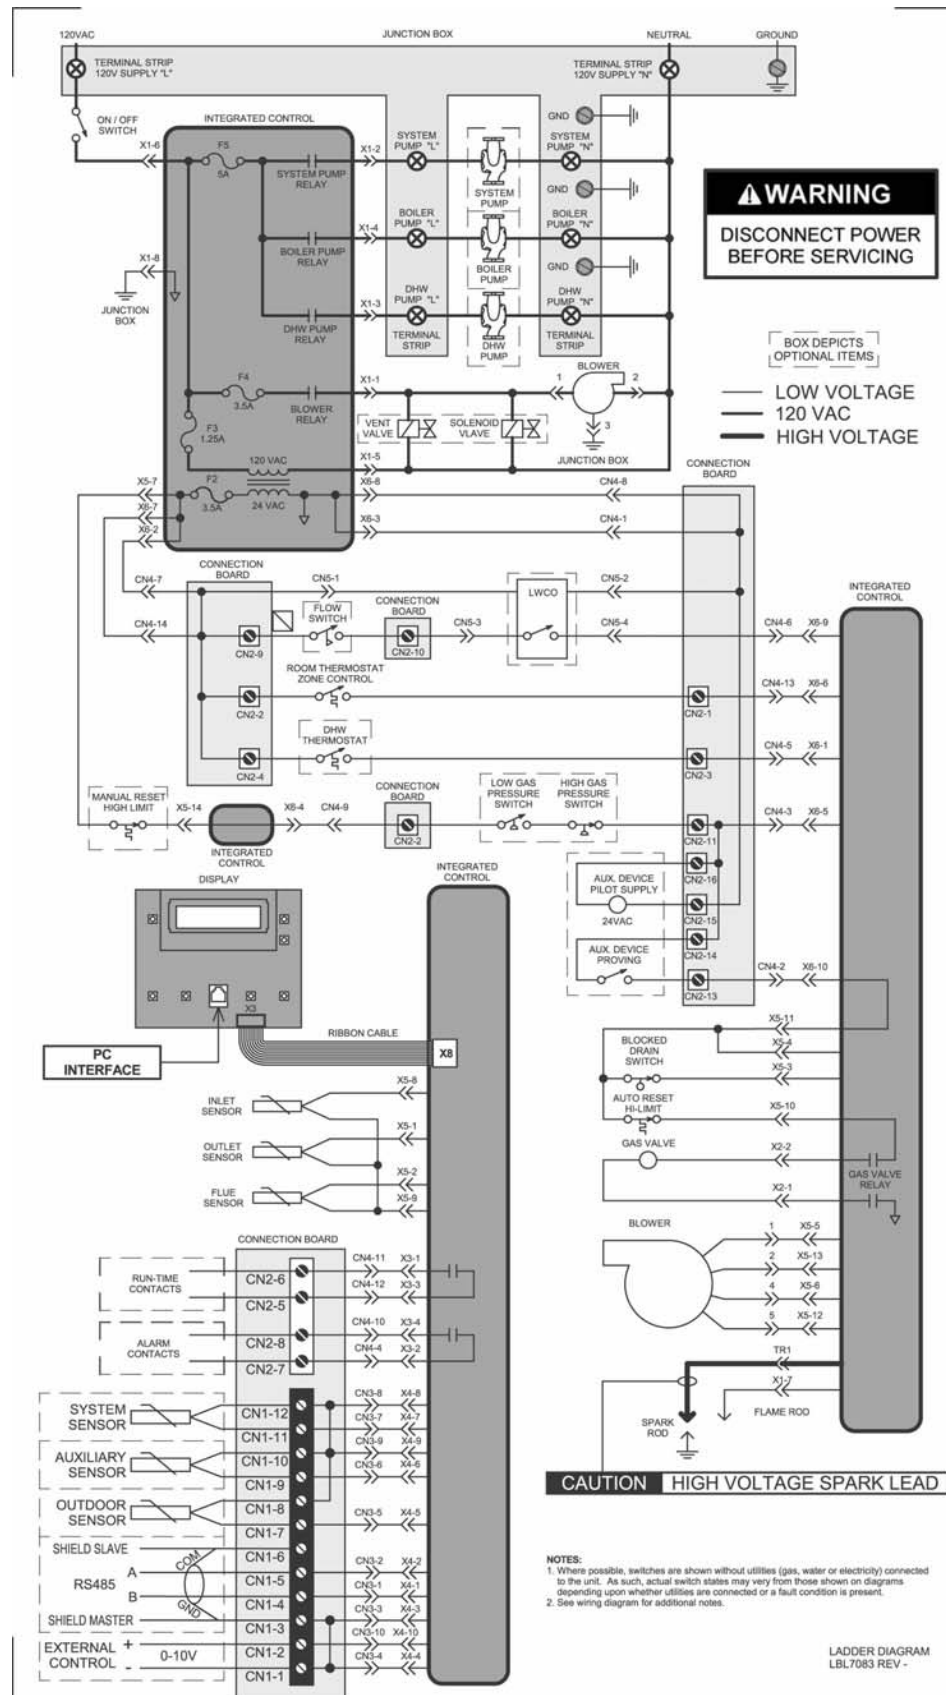 120VAC
JUNCTION BOX
NEUTRAL
GROUND
TERMINAL STRIP
120V SUPPLY "L"
TERMINAL STRIP
120V SUPPLY "N"
ON / OFF
SWITCH
INTEGRATED CONTROL
GND
X1-6
F5
5A
SYSTEM PUMP
RELAY
X1-2
SYSTEM
PUMP "L"
SYSTEM
PUMP
SYSTEM
PUMP "N"
GND
WARNING
DISCONNECT POWER
BEFORE SERVICING
BOILER PUMP
RELAY
X1-4
BOILER
PUMP "L"
BOILER
PUMP
BOILER
PUMP "N"
GND
X1-8
JUNCTION
BOX
DHW PUMP
RELAY
X1-3
DHW
PUMP "L"
TERMINAL
STRIP
DHW
PUMP
DHW
PUMP "N"
TERMINAL
STRIP
BOX DEPICTS
OPTIONAL ITEMS
LOW VOLTAGE
120 VAC
HIGH VOLTAGE
F4
3.5A
BLOWER
RELAY
X1-1
BLOWER
1
2
3
F3
1.25A
VENT
VALVE
SOLENOID
VLAVE
JUNCTION BOX
120 VAC
X1-5
CONNECTION
BOARD
X5-7
F2
3.5A
24 VAC
X6-8
CN4-8
X6-7
X6-2
X6-3
CN4-1
CONNECTION
BOARD
CN4-7
CN5-1
LWCO
CN5-2
INTEGRATED
CONTROL
CN4-14
CN2-9
FLOW
SWITCH
CONNECTION
BOARD
CN2-10
CN5-3
CN5-4
CN4-6
X6-9
ROOM THERMOSTAT
ZONE CONTROL
CN2-2
CN2-1
CN4-13
X6-6
DHW
THERMOSTAT
CN2-4
CN2-3
CN4-5
X6-1
MANUAL RESET
HIGH LIMIT
X5-14
INTEGRATED
CONTROL
X6-4
CN4-9
CONNECTION
BOARD
CN2-2
LOW GAS
PRESSURE
SWITCH
HIGH GAS
PRESSURE
SWITCH
CN2-11
CN4-3
X6-5
CN2-16
AUX. DEVICE
PILOT SUPPLY
24VAC
CN2-15
CN2-14
AUX. DEVICE
PROVING
CN2-13
CN4-2
X6-10
DISPLAY
INTEGRATED
CONTROL
X3
RIBBON CABLE
X8
PC
INTERFACE
X5-11
X5-4
BLOCKED
DRAIN
SWITCH
X5-3
AUTO RESET
HI-LIMIT
X5-10
GAS VALVE
X2-2
GAS VALVE
RELAY
X2-1
INLET
SENSOR
X5-8
OUTLET
SENSOR
X5-1
FLUE
SENSOR
X5-2
X5-9
BLOWER
1
X5-5
2
X5-13
4
X5-6
5
X5-12
TR1
X1-7
SPARK
ROD
FLAME ROD
CONNECTION BOARD
RUN-TIME
CONTACTS
CN2-6
CN4-11
X3-1
CN2-5
CN4-12
X3-3
ALARM
CONTACTS
CN2-8
CN4-10
X3-4
CN2-7
CN4-4
X3-2
SYSTEM
SENSOR
CN1-12
CN3-8
X4-8
CN1-11
CN3-7
X4-7
AUXILIARY
SENSOR
CN1-10
CN3-9
X4-9
CN1-9
CN3-6
X4-6
OUTDOOR
SENSOR
CN1-8
CN1-7
CN3-5
X4-5
SHIELD SLAVE
COM
CN1-6
RS485
A
CN1-5
CN3-2
X4-2
B
CN1-4
CN3-1
X4-1
GND
SHIELD MASTER
CN1-3
CN3-3
X4-3
EXTERNAL
CONTROL
+
0-10V
-
CN1-2
CN3-10
X4-10
CN1-1
CN3-4
X4-4
CAUTION HIGH VOLTAGE SPARK LEAD
NOTES:
1. Where possible, switches are shown without utilities (gas, water or electricity) connected
to the unit. As such, actual switch states may very from those shown on diagrams
depending upon whether utilities are connected or a fault condition is present.
2. See wiring diagram for additional notes.
LADDER DIAGRAM
LBL7083 REV -